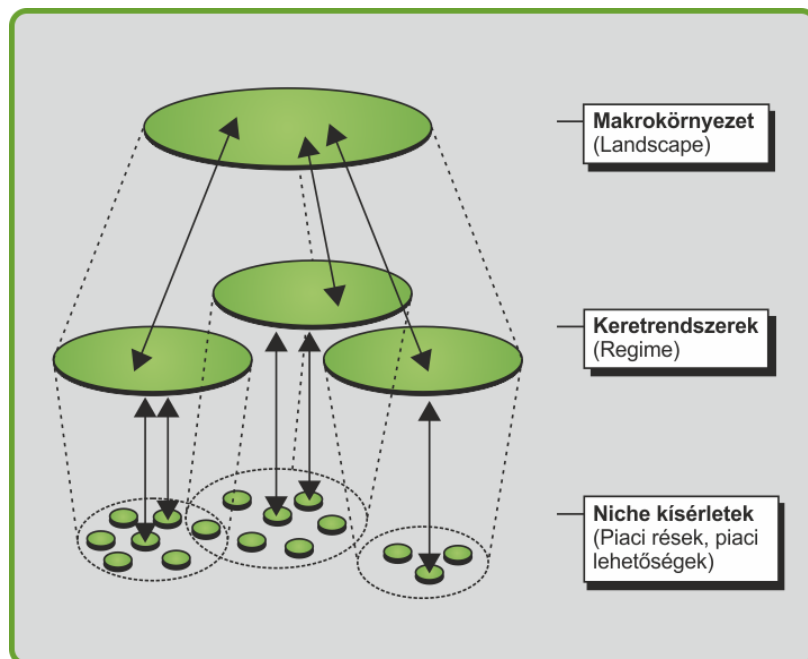 Makrokörnyezet
(Landscape)
Keretrendszerek
(Regime)
Niche kísérletek
(Piaci rések, piaci
lehetőségek)